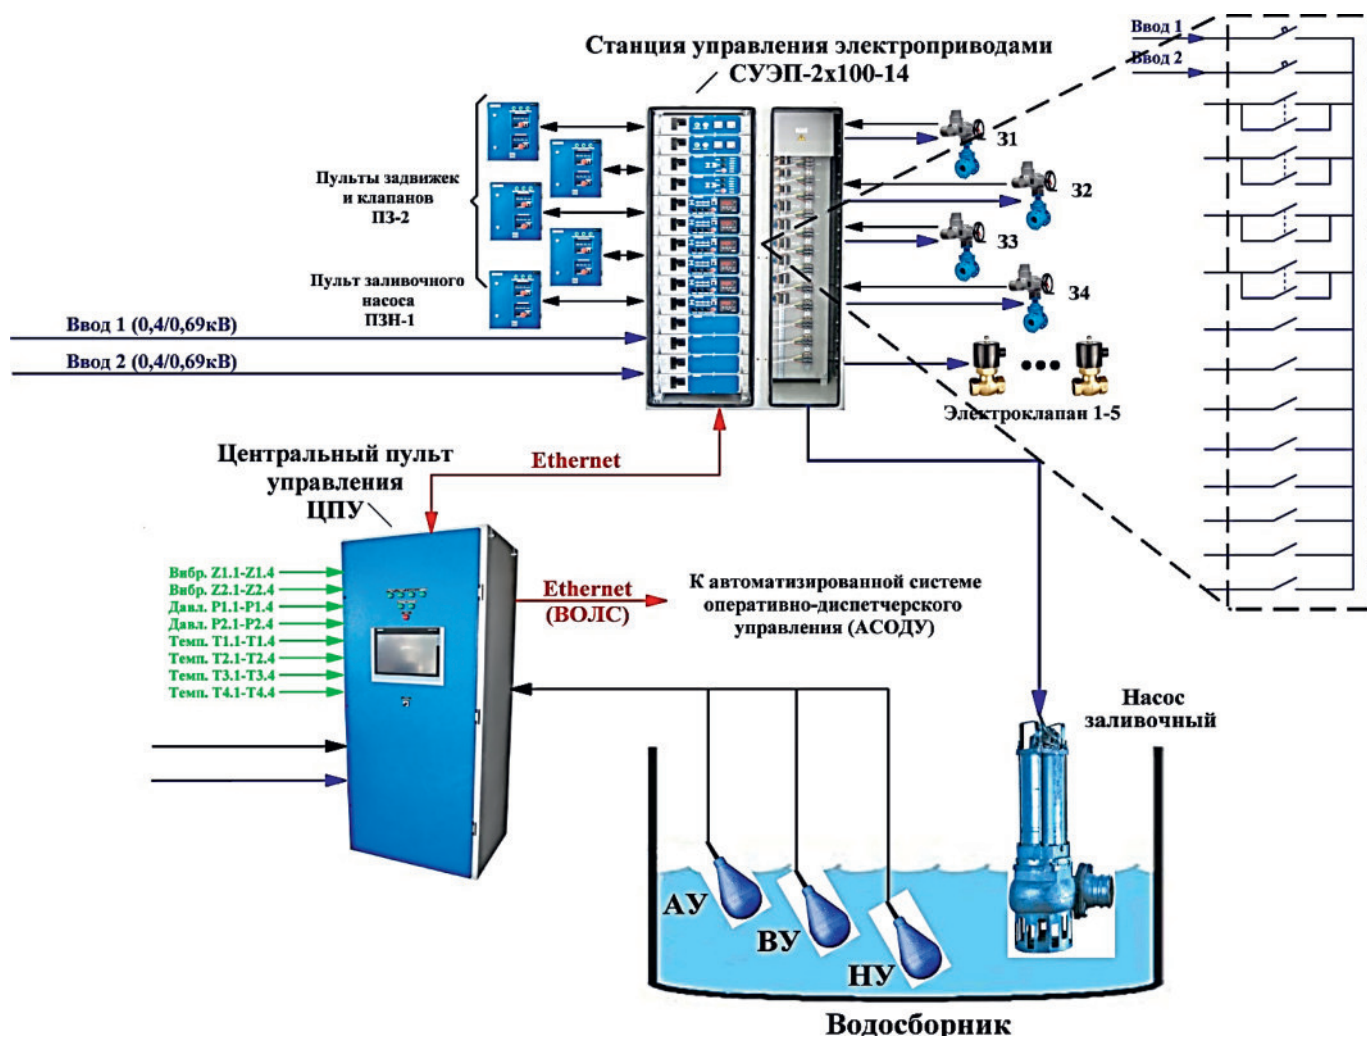 Станция управления электроприводами
СУЭП-2х100-14
Ввод 1
Ввод 2
Пульты задвижек
и клапанов
ПЗ-2
Пульт заливочного
насоса
ПЗН-1
Ввод 1 (0,4/0,69кВ)
Ввод 2 (0,4/0,69кВ)
З1
З2
З3
З4
Электроклапан 1-5
Центральный пульт
управления
ЦПУ
Ethernet
Вибр. Z1.1-Z1.4
Вибр. Z2.1-Z2.4
Давл. P1.1-P1.4
Давл. P2.1-P2.4
Темп. T1.1-T1.4
Темп. T2.1-T2.4
Темп. T3.1-T3.4
Темп. T4.1-T4.4
Ethernet
(ВОЛС)
К автоматизированной системе
оперативно-диспетчерского
управления (АСОДУ)
Насос
заливочный
АУ
ВУ
НУ
Водосборник